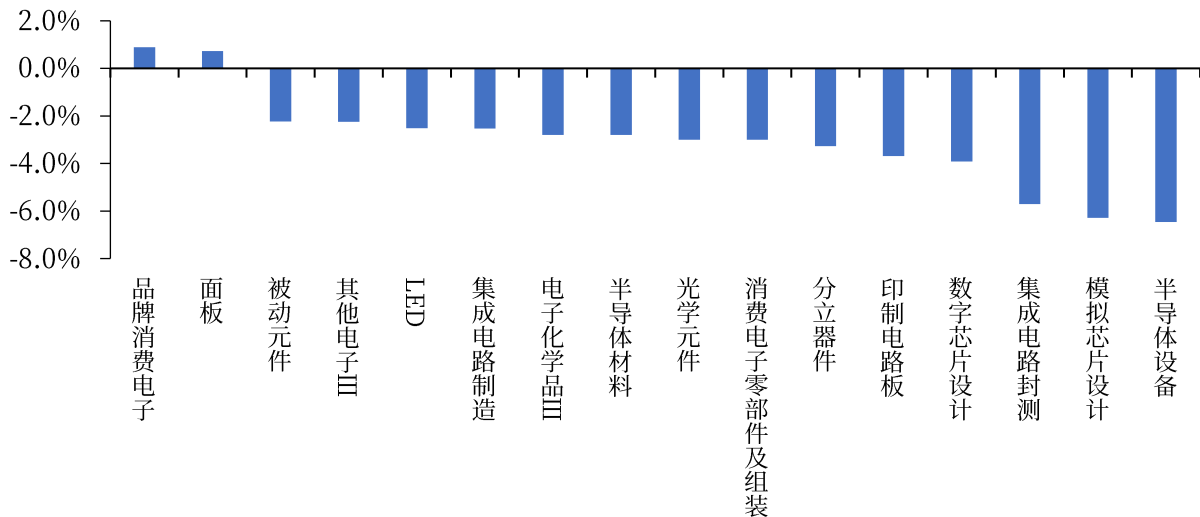 2.0%
0.0%
-2.0%
-4.0%
-6.0%
-8.0%
品牌消费电子
面板
被动元件
其他电子Ⅲ
LED
集成电路制造
电子化学品Ⅲ
半导体材料
光学元件
消费电子零部件及组装
分立器件
印制电路板
数字芯片设计
集成电路封测
模拟芯片设计
半导体设备